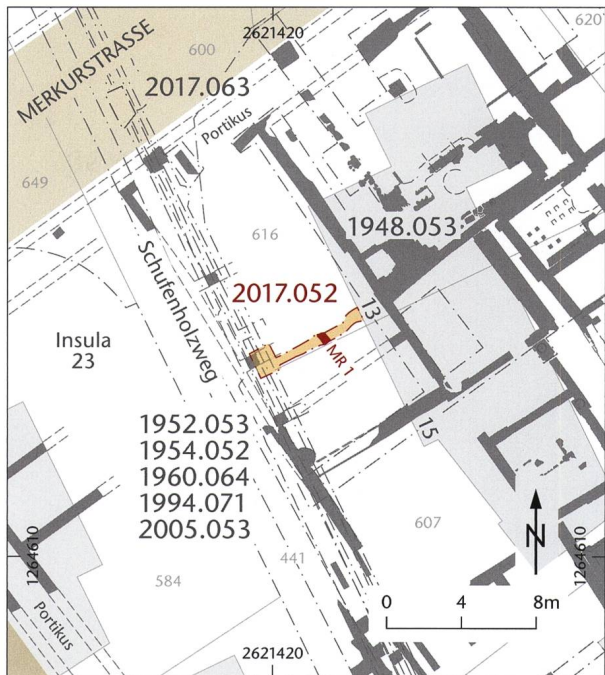 2621420
620
600
MERKURSTRASSE
2017.063
Portikus
649
616
1948.053
Schufenholzweg
2017.052
13
MR 1
Insula
23
1952.053
1954.052
1960.064
1994.071
2005.053
15
607
N
1264610
1264610
441
584
0 4 8m
Portikus
2621420